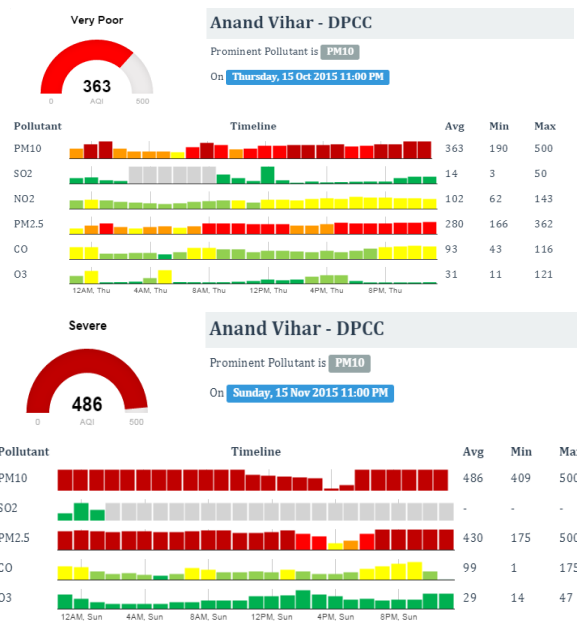 Very Poor
Anand Vihar - DPCC
Prominent Pollutant is PM10
On Thursday, 15 Oct 2015 11:00 PM
363
0 AQI 500
Pollutant Timeline Avg Min Max
PM10 363 190 500
SO2 14 3 50
NO2 102 62 143
PM2.5 280 166 362
CO 93 43 116
O3 31 11 121
12AM, Thu 4AM, Thu 8AM, Thu 12PM, Thu 4PM, Thu 8PM, Thu
Severe
Anand Vihar - DPCC
Prominent Pollutant is PM10
On Sunday, 15 Nov 2015 11:00 PM
486
0 AQI 500
Pollutant Timeline Avg Min Max
PM10 486 409 500
SO2 - - -
PM2.5 430 175 500
CO 99 1 175
O3 29 14 47
12AM, Sun 4AM, Sun 8AM, Sun 12PM, Sun 4PM, Sun 8PM, Sun